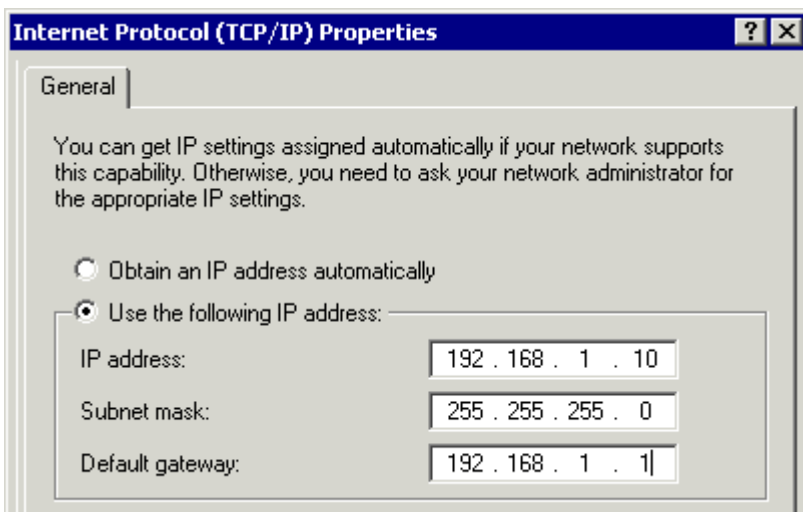 Internet Protocol (TCP/IP) Properties
General
You can get IP settings assigned automatically if your network supports
this capability. Otherwise, you need to ask your network administrator for
the appropriate IP settings.
Obtain an IP address automatically
Use the following IP address:
IP address: 192 . 168 . 1 . 10
Subnet mask: 255 . 255 . 255 . 0
Default gateway: 192 . 168 . 1 . 1